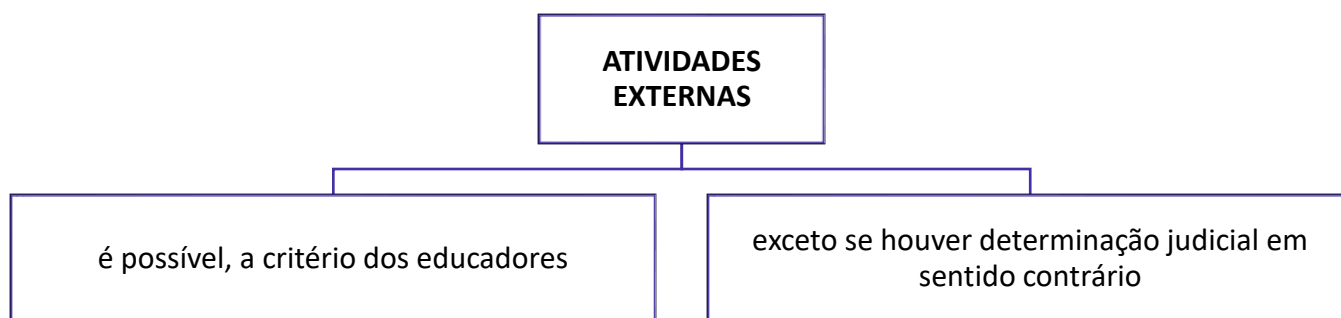 ATIVIDADES
EXTERNAS
é possível, a critério dos educadores
exceto se houver determinação judicial em
sentido contrário